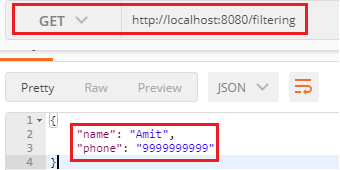 GET http://localhost:8080/filtering
Pretty Raw Preview JSON
1 {
2 "name": "Amit",
3 "phone": "9999999999"
4 }